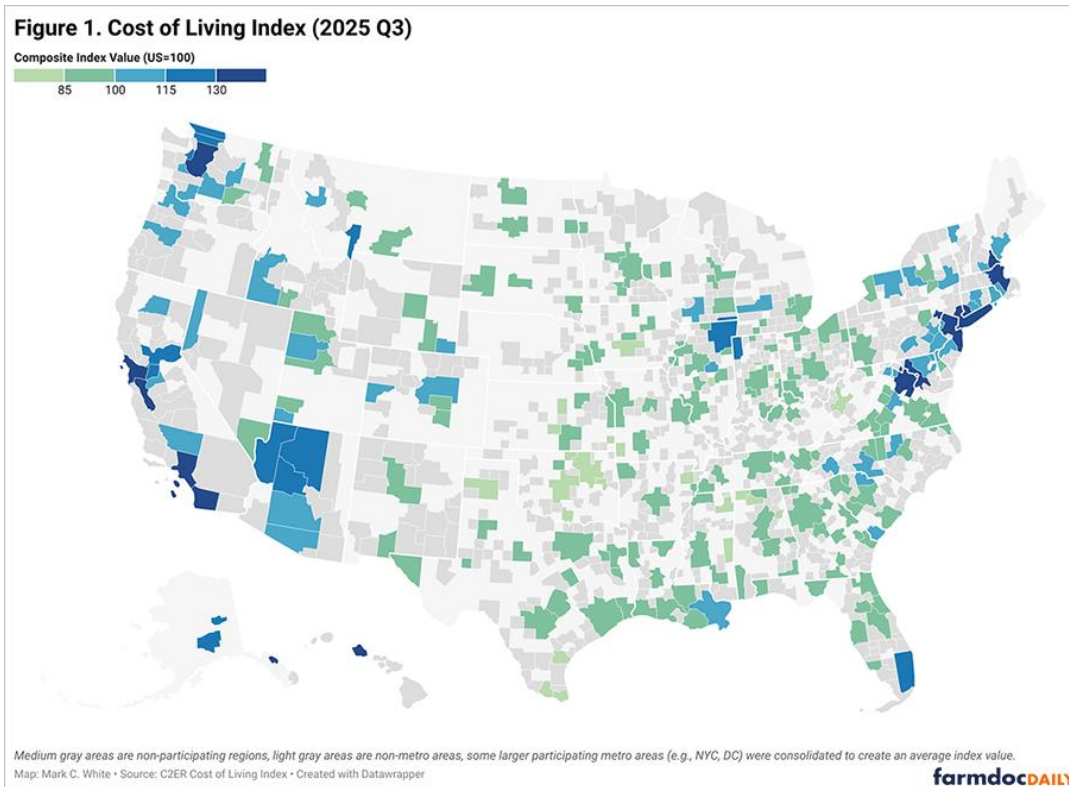 Figure 1. Cost of Living Index (2025 Q3)
Composite Index Value (US=100)
85 100 115 130
Medium gray areas are non-participating regions, light gray areas are non-metro areas, some larger participating metro areas (e.g., NYC, DC) were consolidated to create an average index value.
Map: Mark C. White • Source: C2ER Cost of Living Index • Created with Datawrapper
farmdocDAILY